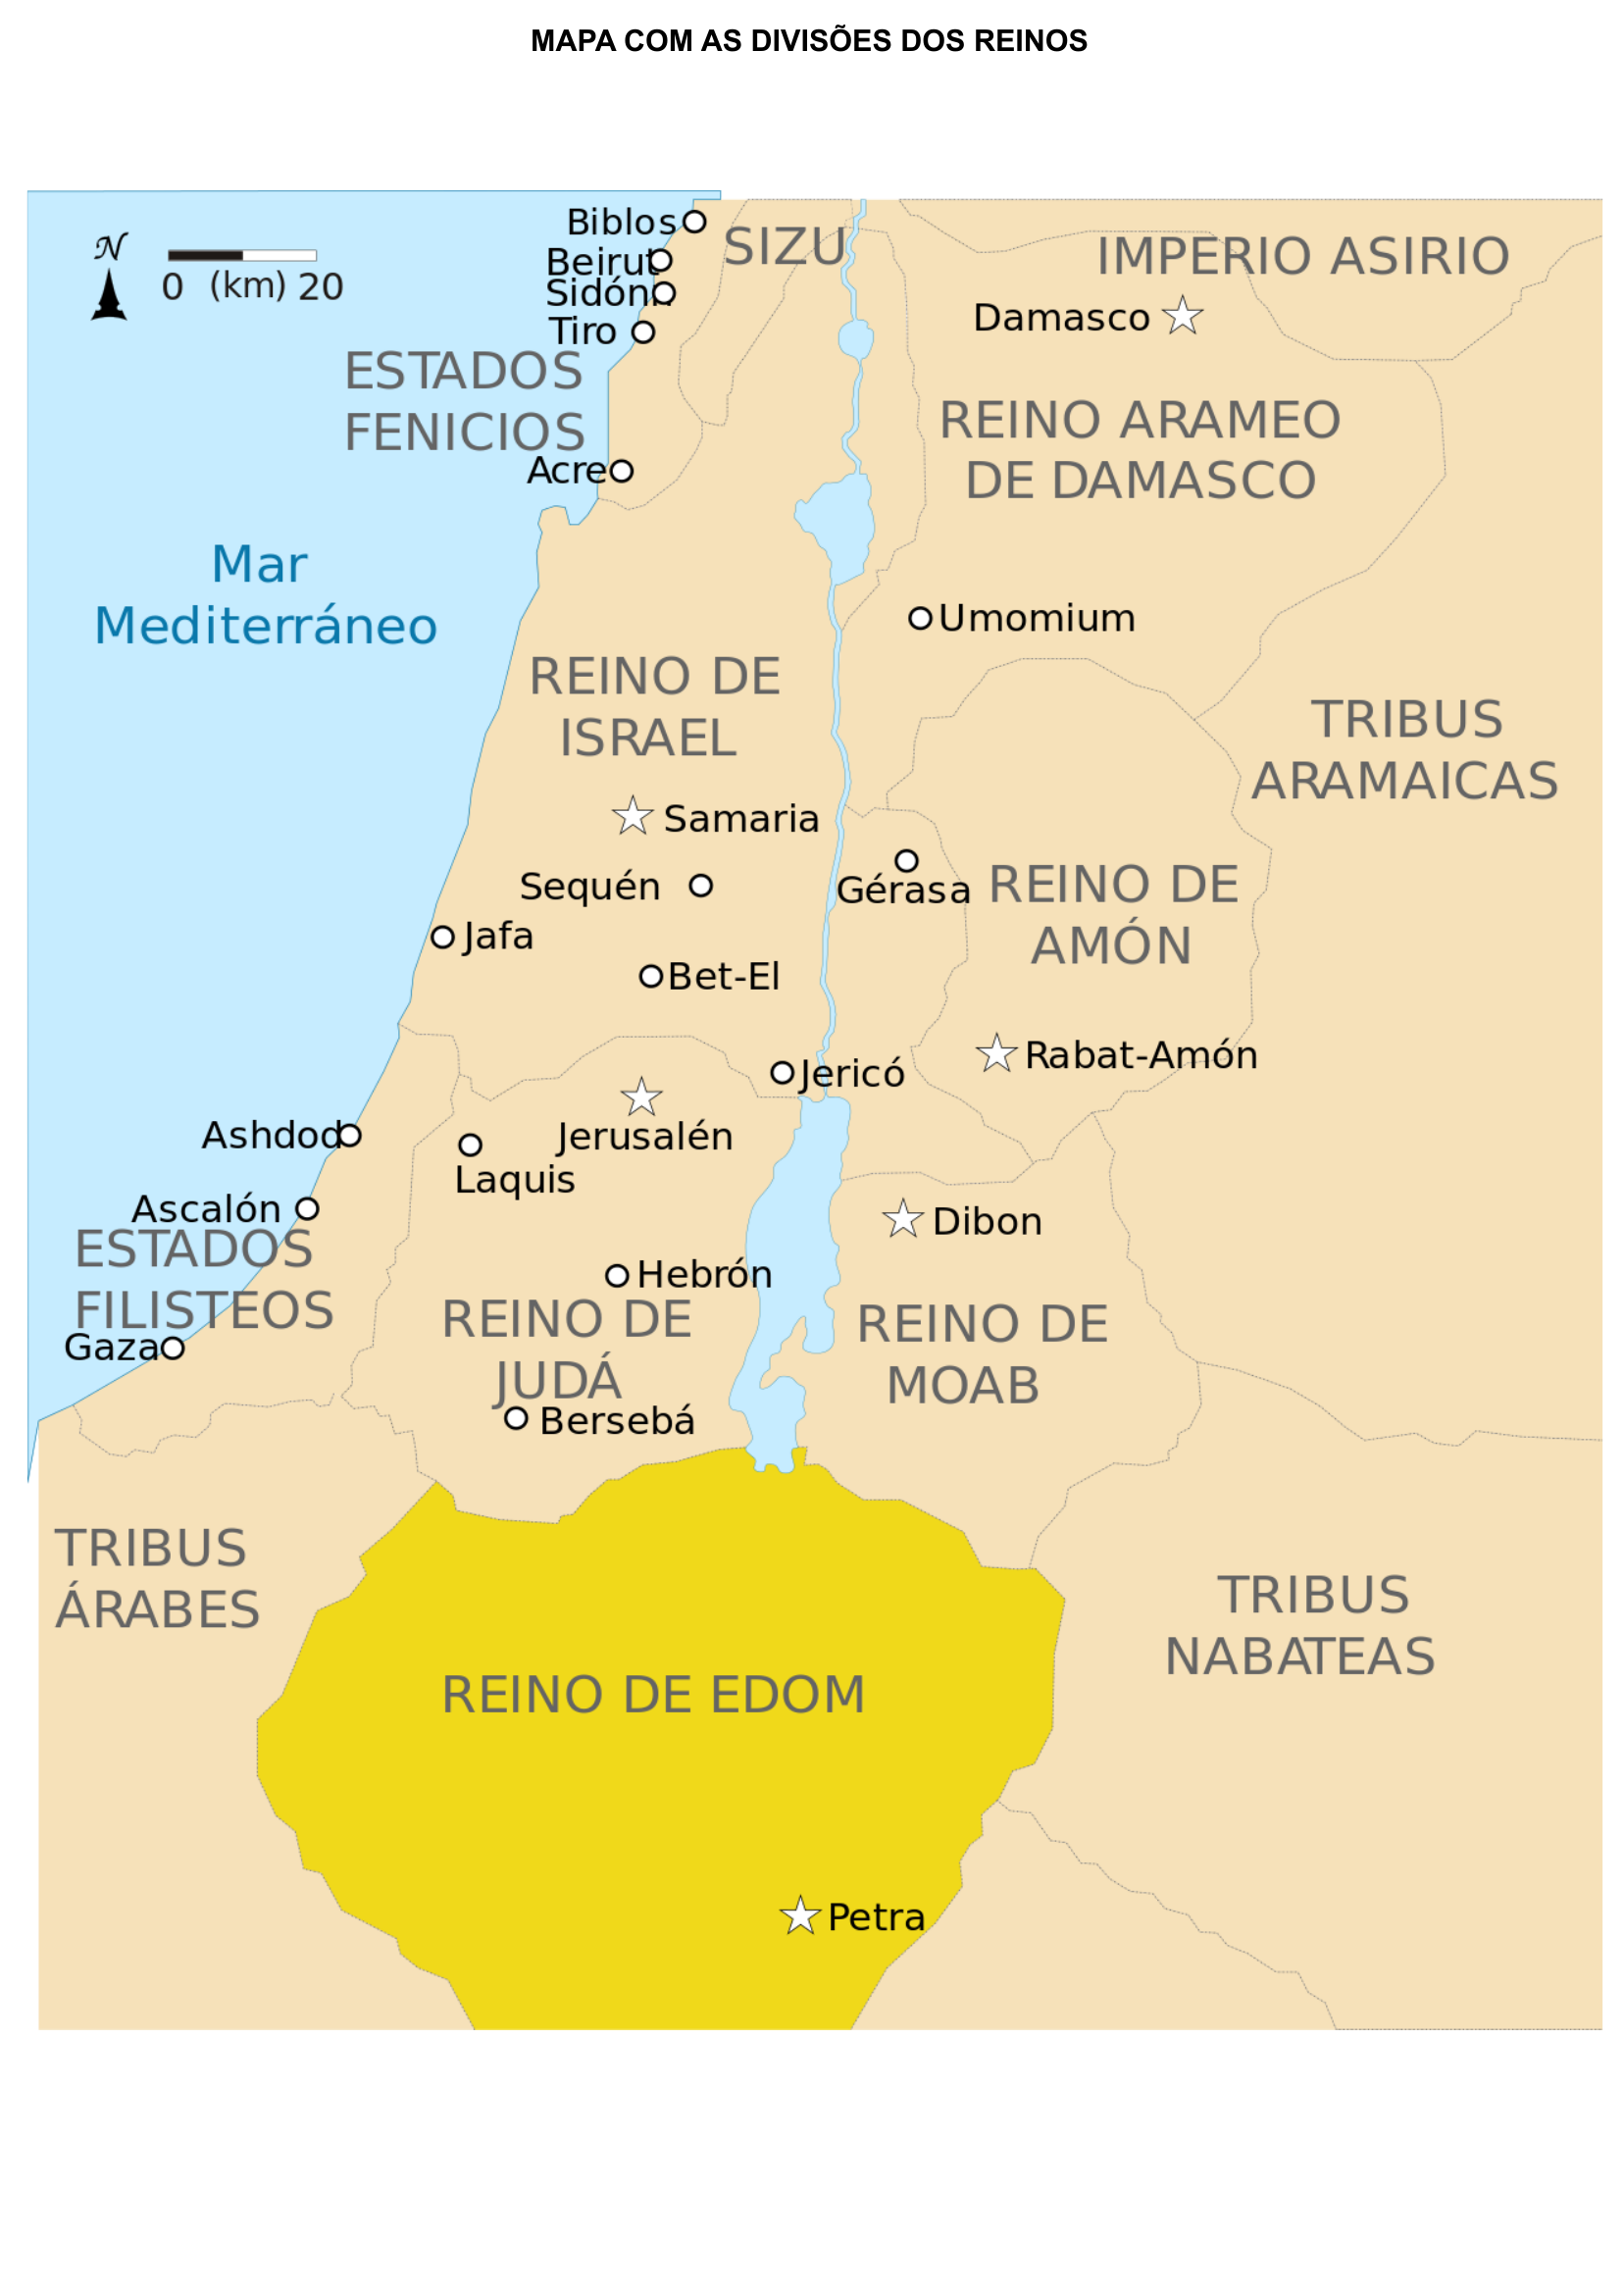 MAPA COM AS DIVISÕES DOS REINOS
Biblos
SIZU
IMPERIO ASIRIO
N
Beirut
0 (km) 20
Sidónn
Damasco
Tiro
ESTADOS
FENICIOS
REINO ARAMEO
DE DAMASCO
Acre
Mar
Mediterráneo
Umomium
REINO DE
ISRAEL
TRIBUS
ARAMAICAS
Samaria
Sequén
Gérasa
REINO DE
AMÓN
Jafa
Bet-El
Rabat-Amón
Jericó
Jerusalén
Ashdod
Laquis
Ascalón
Dibon
ESTADOS
FILISTEOS
Hebrón
REINO DE
JUDÁ
REINO DE
MOAB
Gaza
Bersebá
TRIBUS
ÁRABES
TRIBUS
NABATEAS
REINO DE EDOM
Petra